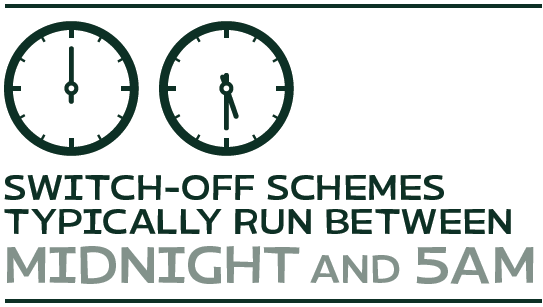 SWITCH-OFF SCHEMES
TYPICALLY RUN BETWEEN
MIDNIGHT AND 5AM